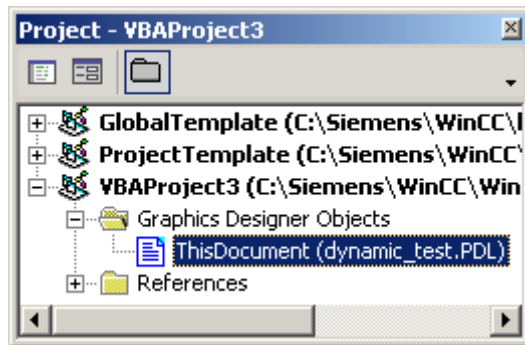 Project - VBAProject3
GlobalTemplate (C:\Siemens\WinCC\
ProjectTemplate (C:\Siemens\WinCC\
VBAProject3 (C:\Siemens\WinCC\Win
Graphics Designer Objects
ThisDocument (dynamic_test.PDL)
References